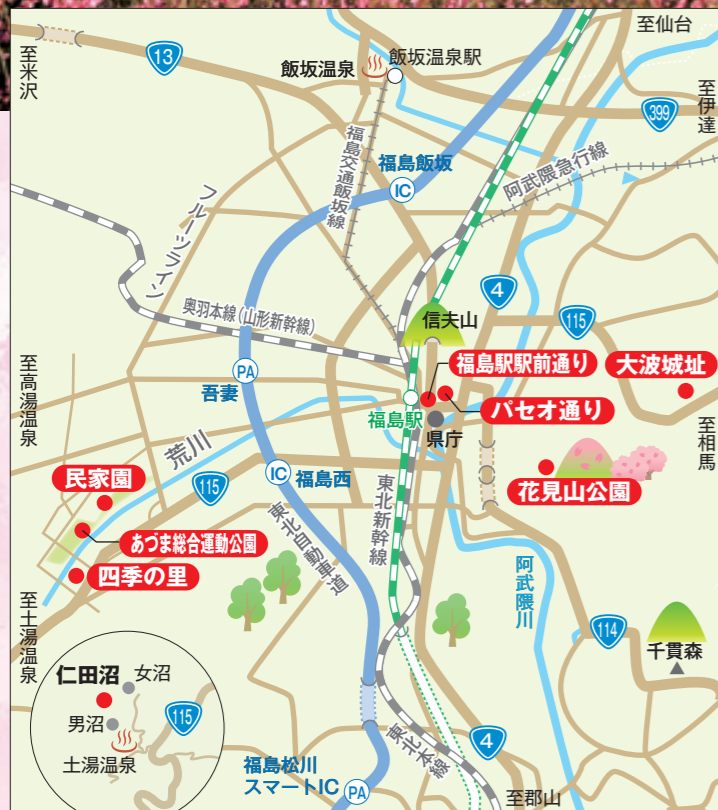 至仙台
至米沢
13
飯坂温泉
飯坂温泉駅
至伊達
399
福島交通飯坂線
福島飯坂
IC
阿武隈急行線
フルーツライン
奥羽本線(山形新幹線)
4
信夫山
115
PA
吾妻
福島駅駅前通り
大波城址
パセオ通り
福島駅
県庁
至高湯温泉
至相馬
荒川
花見山公園
民家園
115
IC
福島西
東北新幹線
東北自動車道
あづま総合運動公園
四季の里
阿武隈川
至土湯温泉
114
千貫森
仁田沼
女沼
男沼
115
土湯温泉
福島松川
スマートIC
PA
東北本線
4
至郡山